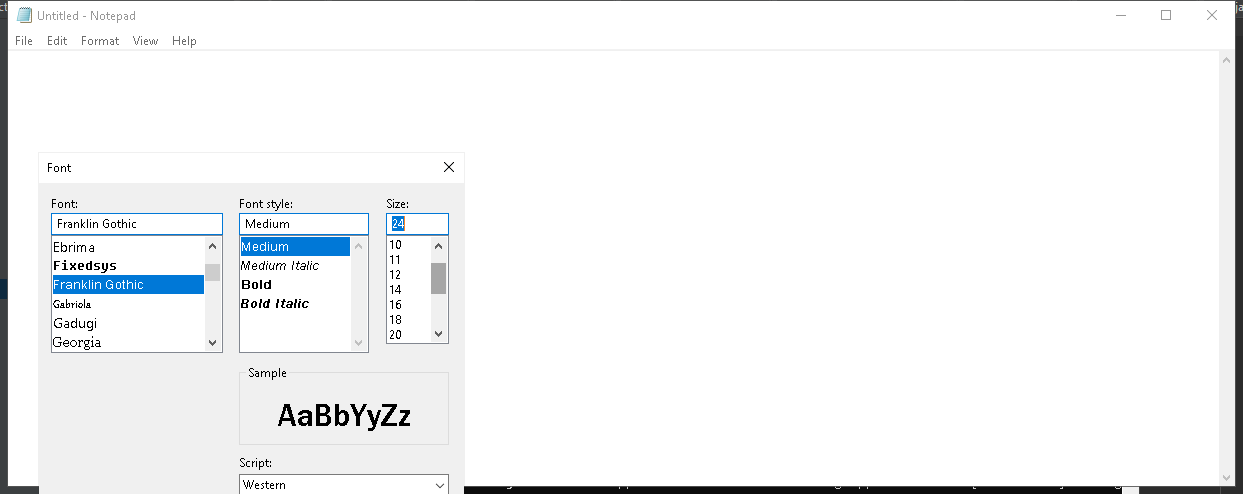 Untitled - Notepad
File Edit Format View Help
Font
Font: Font style: Size:
Franklin Gothic Medium 24
Ebrima
Fixedsys
Franklin Gothic
Gabriola
Gadugi
Georgia
Medium
Medium Italic
Bold
Bold Italic
10
11
12
14
16
18
20
Sample
AaBbYyZz
Script:
Western